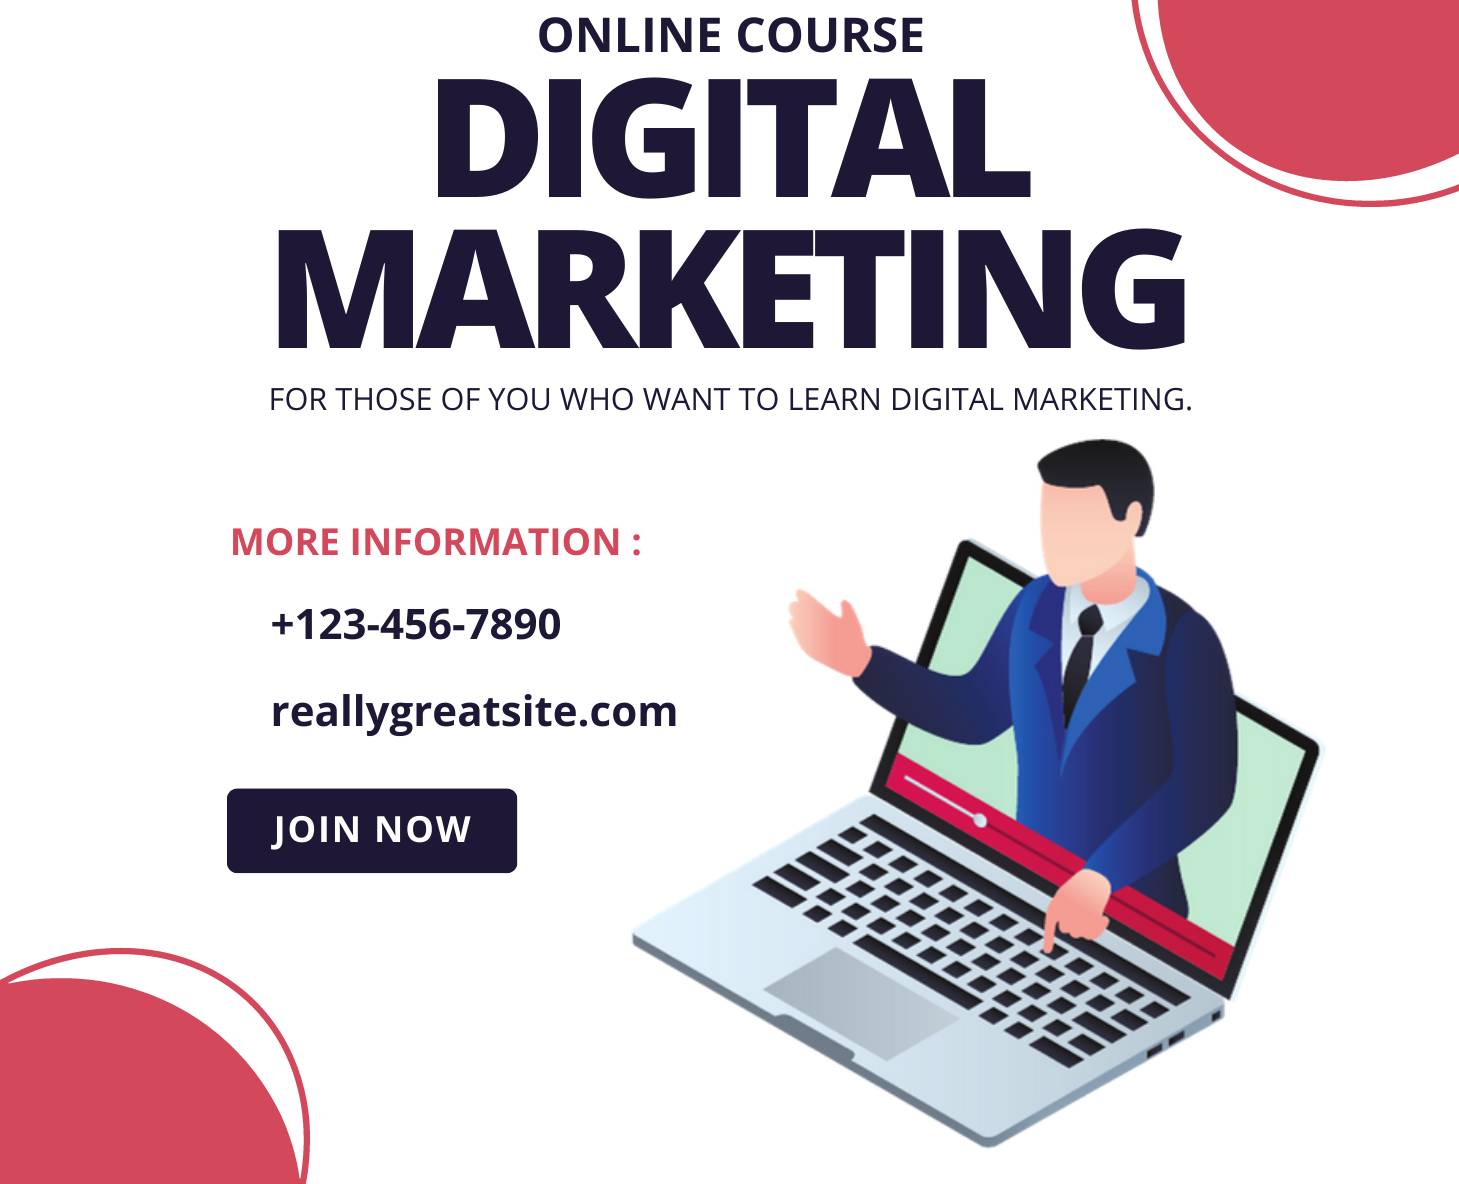 ONLINE COURSE
DIGITAL
MARKETING
FOR THOSE OF YOU WHO WANT TO LEARN DIGITAL MARKETING.
MORE INFORMATION :
+123-456-7890
reallygreatsite.com
JOIN NOW